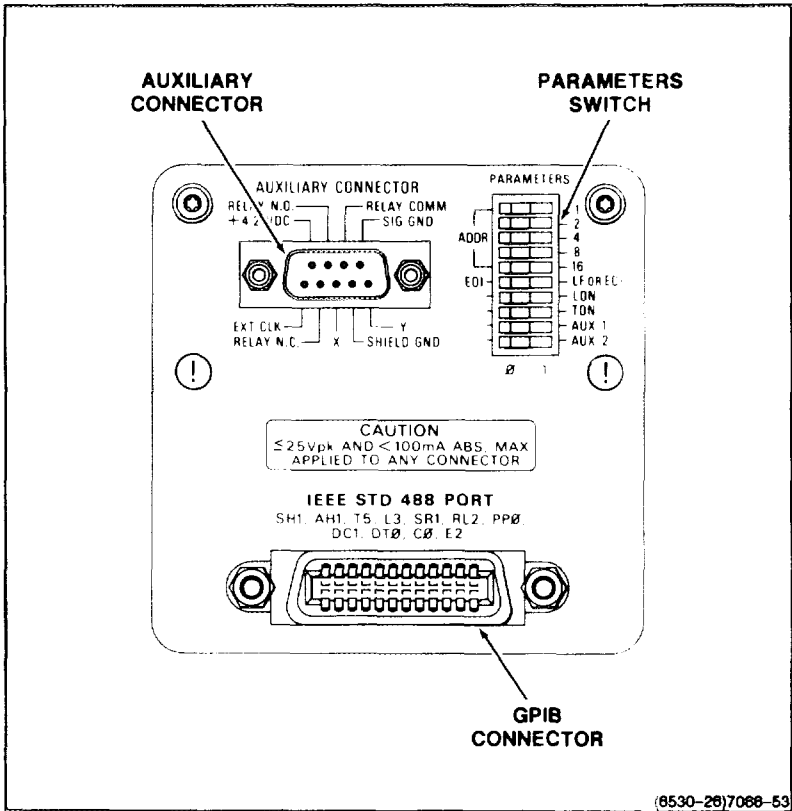 AUXILIARY
CONNECTOR
PARAMETERS
SWITCH
AUXILIARY CONNECTOR
RELAY N.O.
RELAY COMM
SIG GND
EXT CLK
Y
RELAY N.C.
X
SHIELD GND
PARAMETERS
ADDR
EOI
1
2
4
8
16
LF OR EOI
LON
TON
AUX 1
AUX 2
Ø 1
!
!
CAUTION
≤25Vpk AND <100mA ABS, MAX
APPLIED TO ANY CONNECTOR
IEEE STD 488 PORT
SH1, AH1, T5, L3, SR1, RL2, PPØ,
DC1, DTØ, CØ, E2
GPIB
CONNECTOR
(6530-26)7066-53